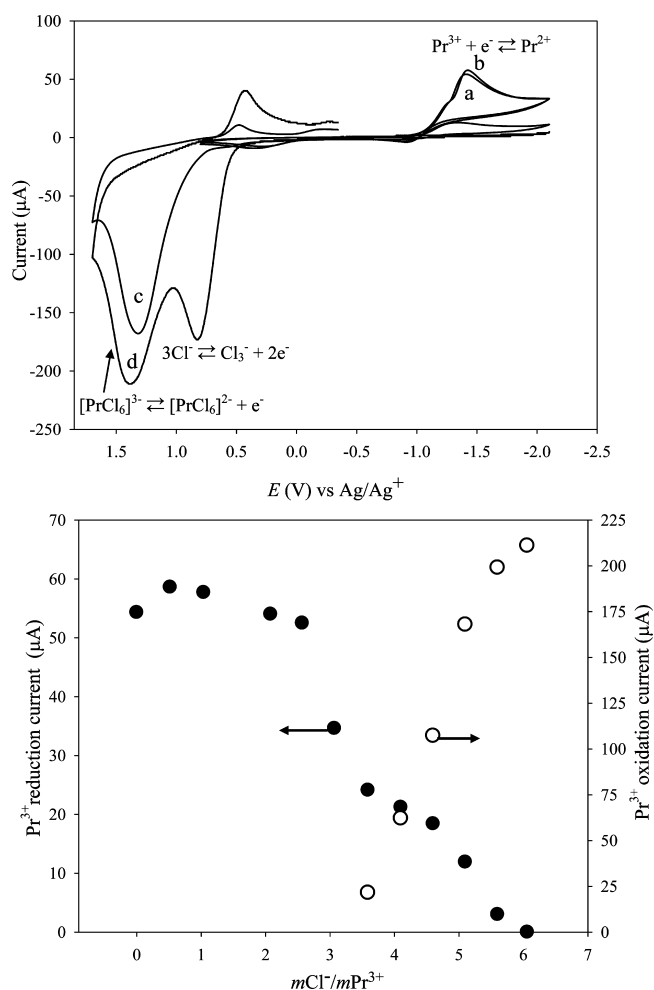 100
50
0
-50
-100
-150
-200
-250
Current (μA)
Pr³⁺ + e⁻ ⇄ Pr²⁺
b
a
c
d
3Cl⁻ ⇄ Cl₃⁻ + 2e⁻
[PrCl₆]³⁻ ⇄ [PrCl₆]²⁻ + e⁻
1.5 1.0 0.5 0.0 -0.5 -1.0 -1.5 -2.0 -2.5
E (V) vs Ag/Ag⁺
70
60
50
40
30
20
10
0
Pr³⁺ reduction current (μA)
225
200
175
150
125
100
75
50
25
0
Pr³⁺ oxidation current (μA)
0 1 2 3 4 5 6 7
mCl⁻/mPr³⁺